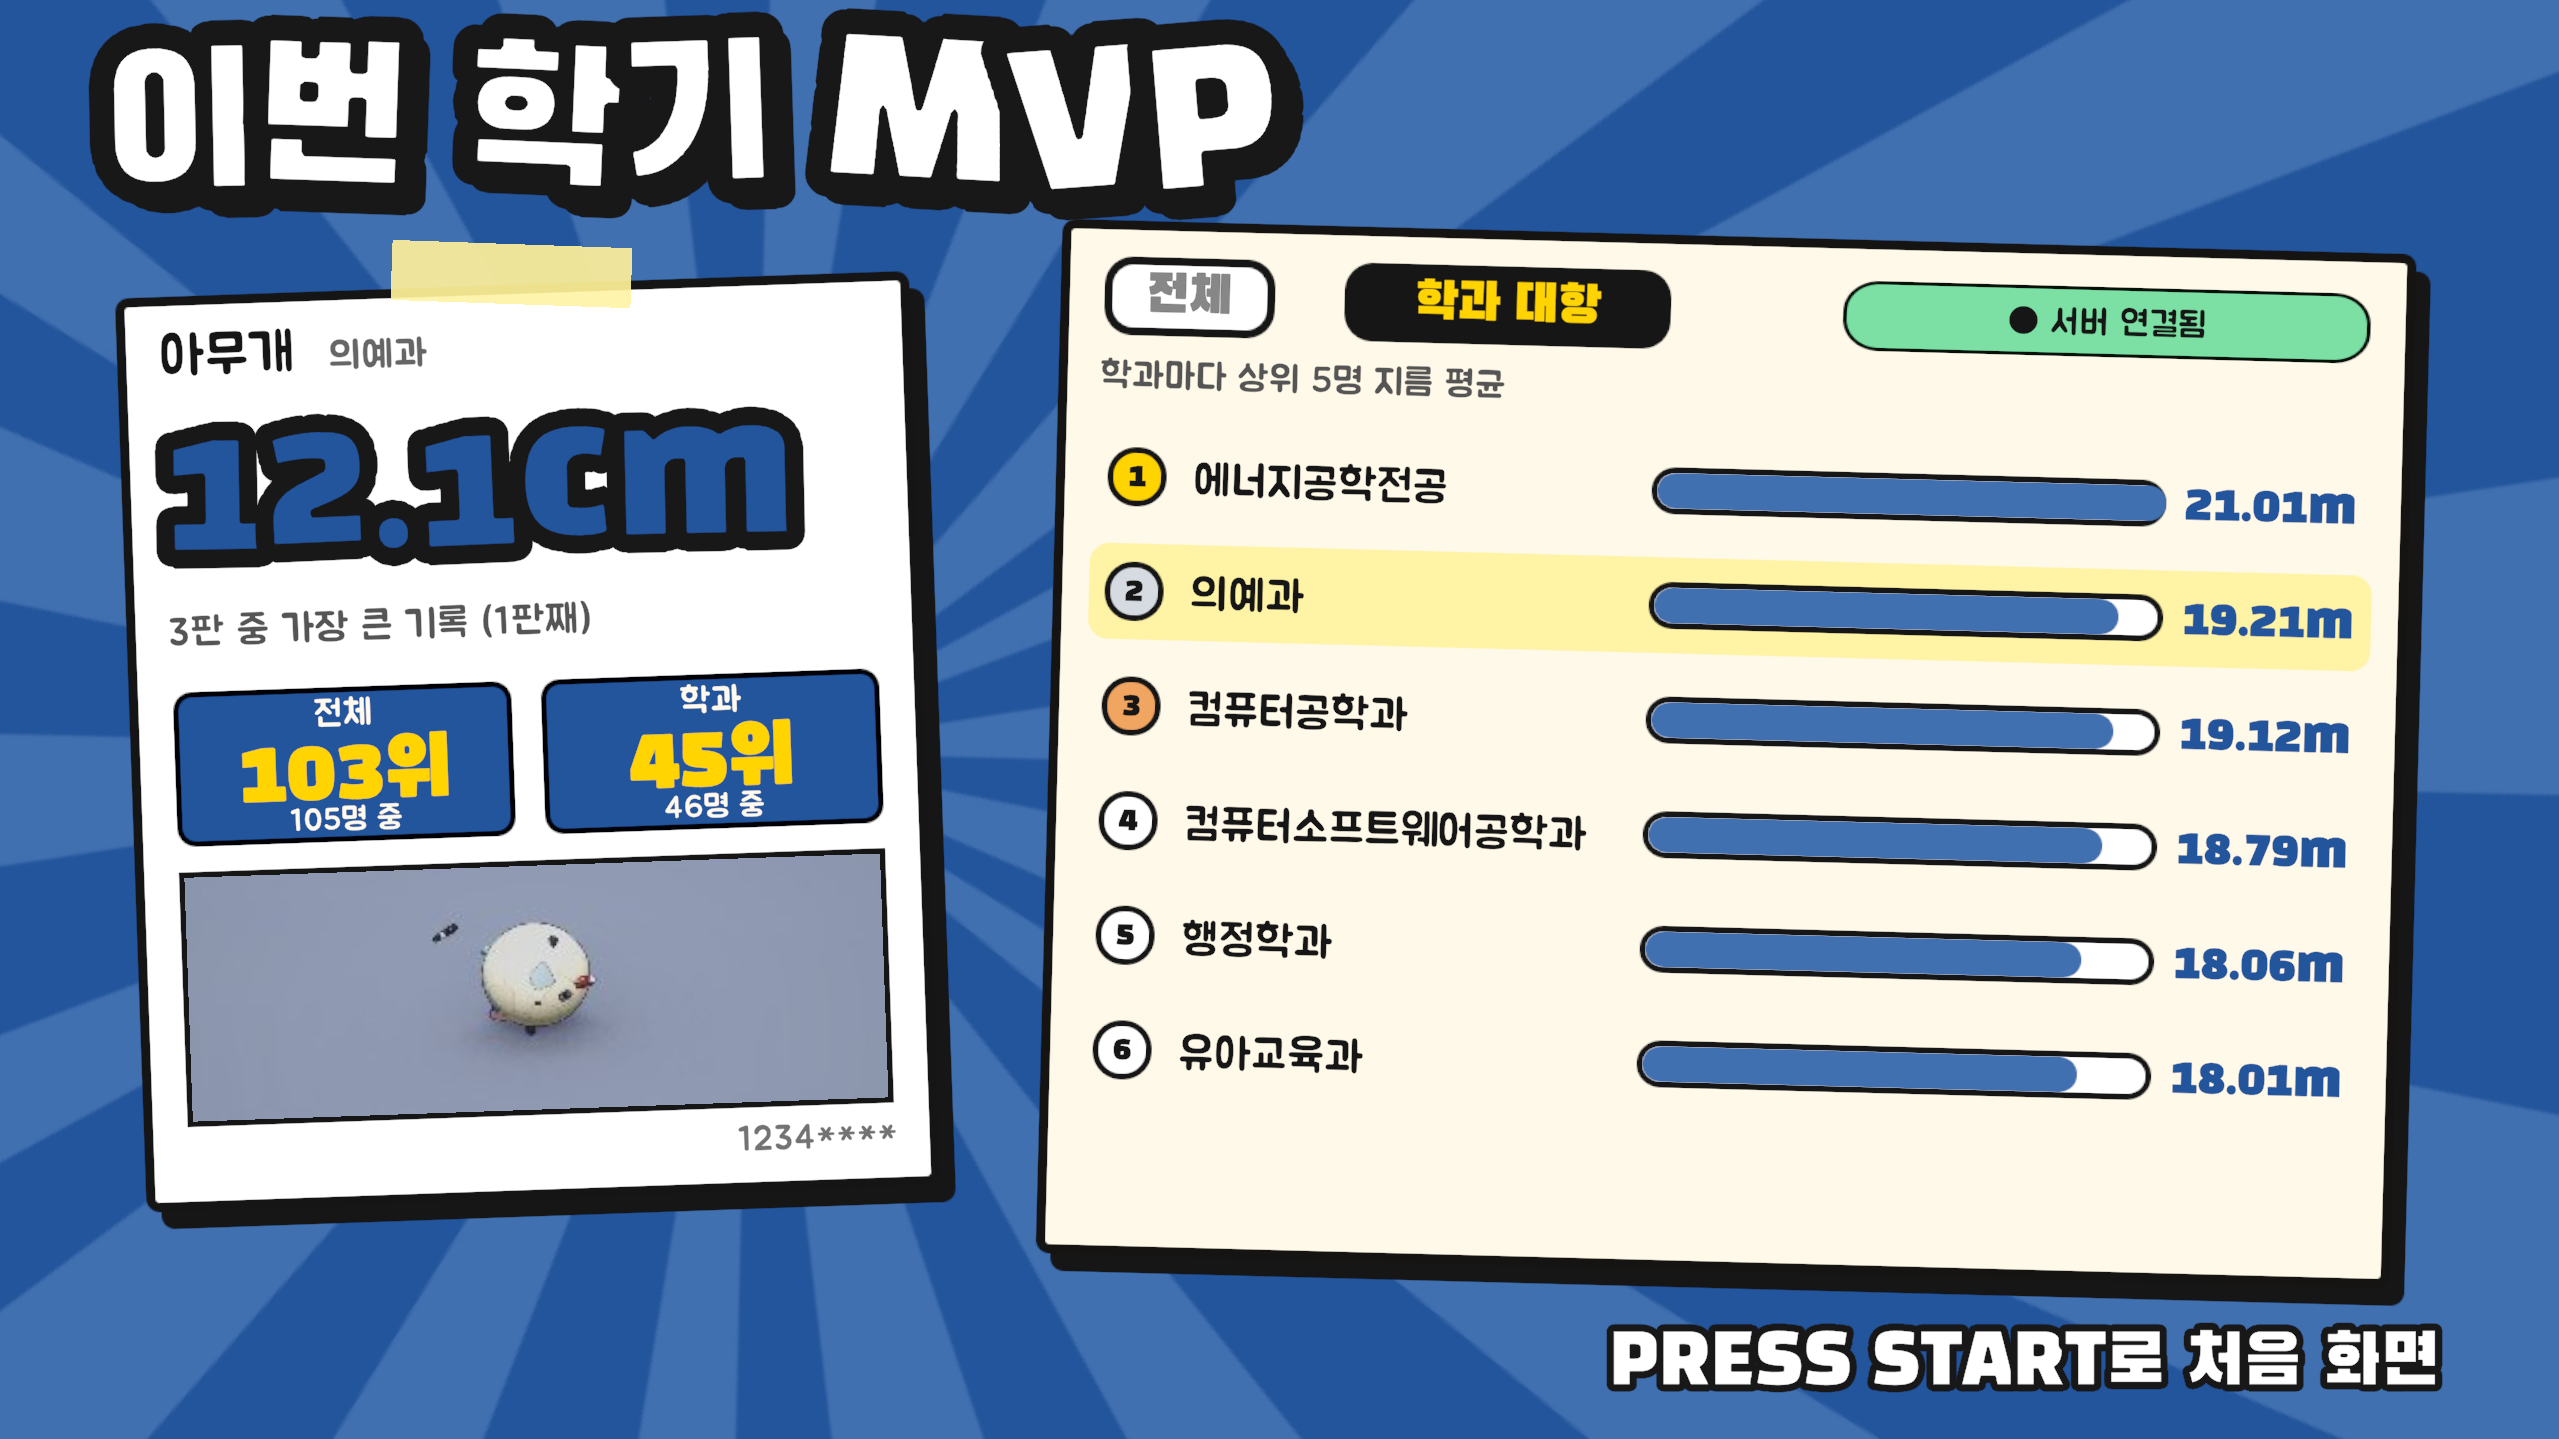 이번 학기 MVP
아무개 의예과
12.1cm
3판 중 가장 큰 기록 (1판째)
전체
103위
105명 중
학과
45위
46명 중
1234****
전체
학과 대항
● 서버 연결됨
학과마다 상위 5명 지름 평균
1 에너지공학전공 21.01m
2 의예과 19.21m
3 컴퓨터공학과 19.12m
4 컴퓨터소프트웨어공학과 18.79m
5 행정학과 18.06m
6 유아교육과 18.01m
PRESS START로 처음 화면